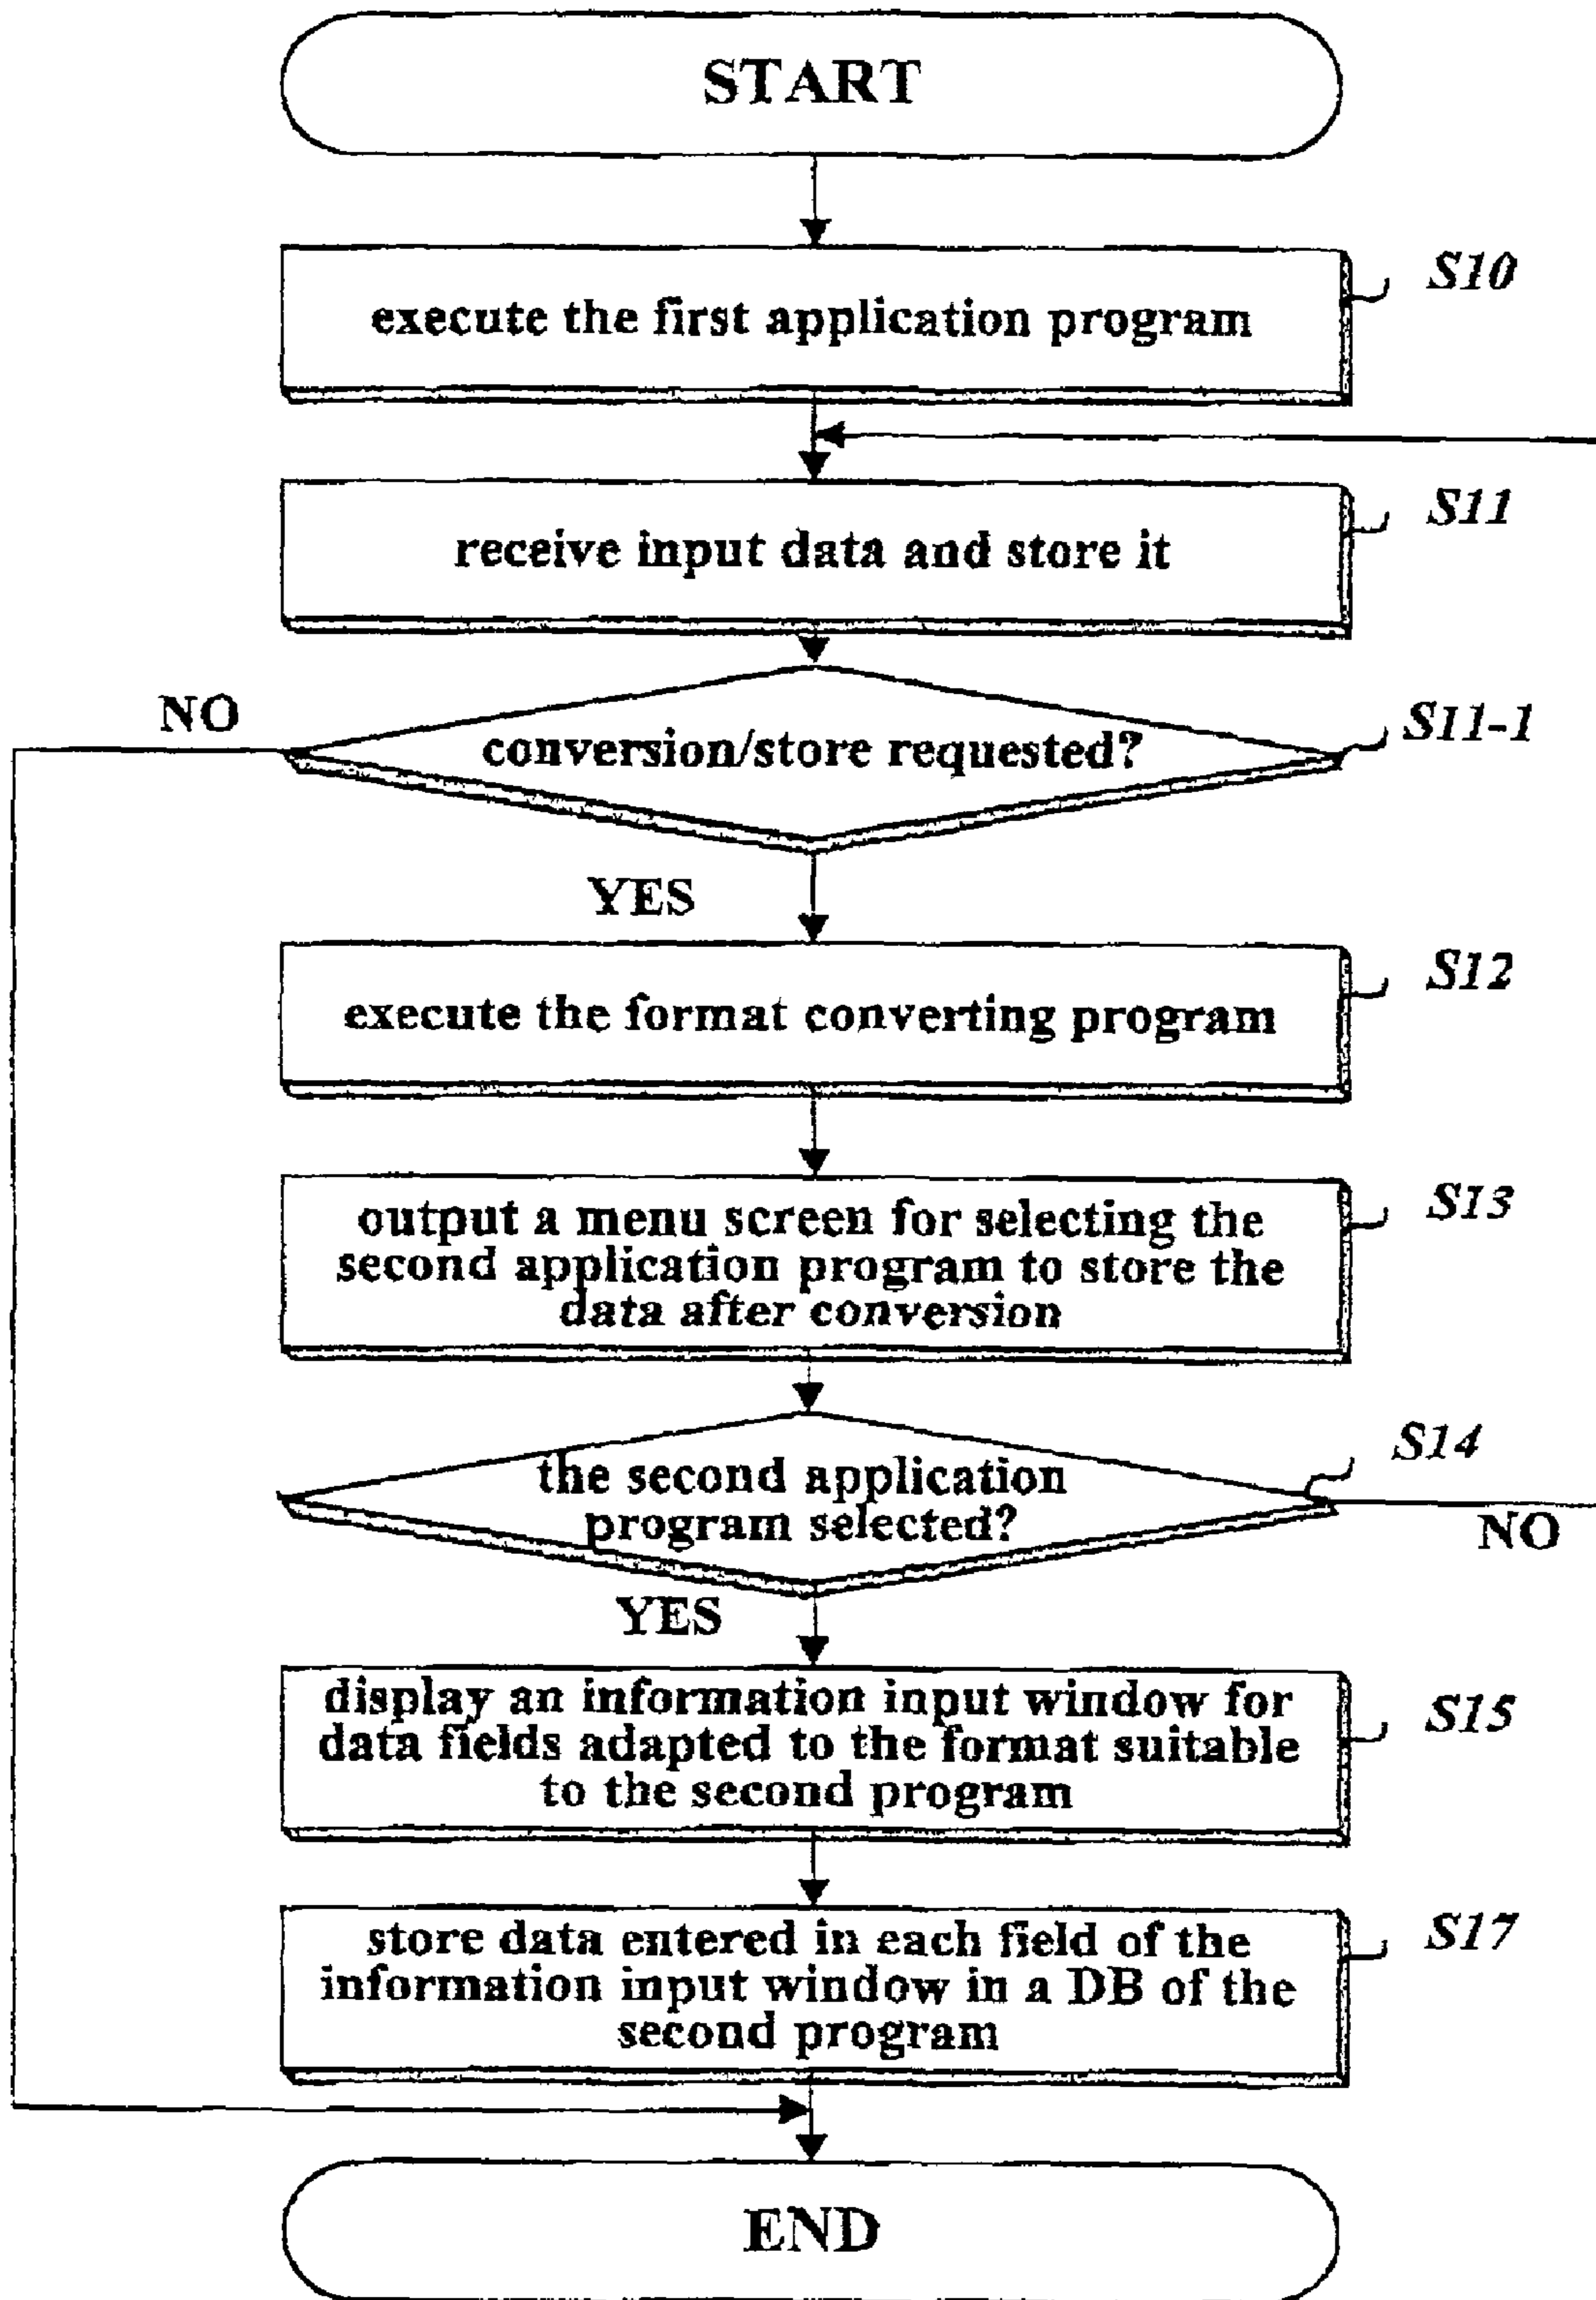 START
execute the first application program
S10
receive input data and store it
S11
NO
conversion/store requested?
S11-1
YES
execute the format converting program
S12
output a menu screen for selecting the
second application program to store the
data after conversion
S13
the second application
program selected?
S14
NO
YES
display an information input window for
data fields adapted to the format suitable
to the second program
S15
store data entered in each field of the
information input window in a DB of the
second program
S17
END